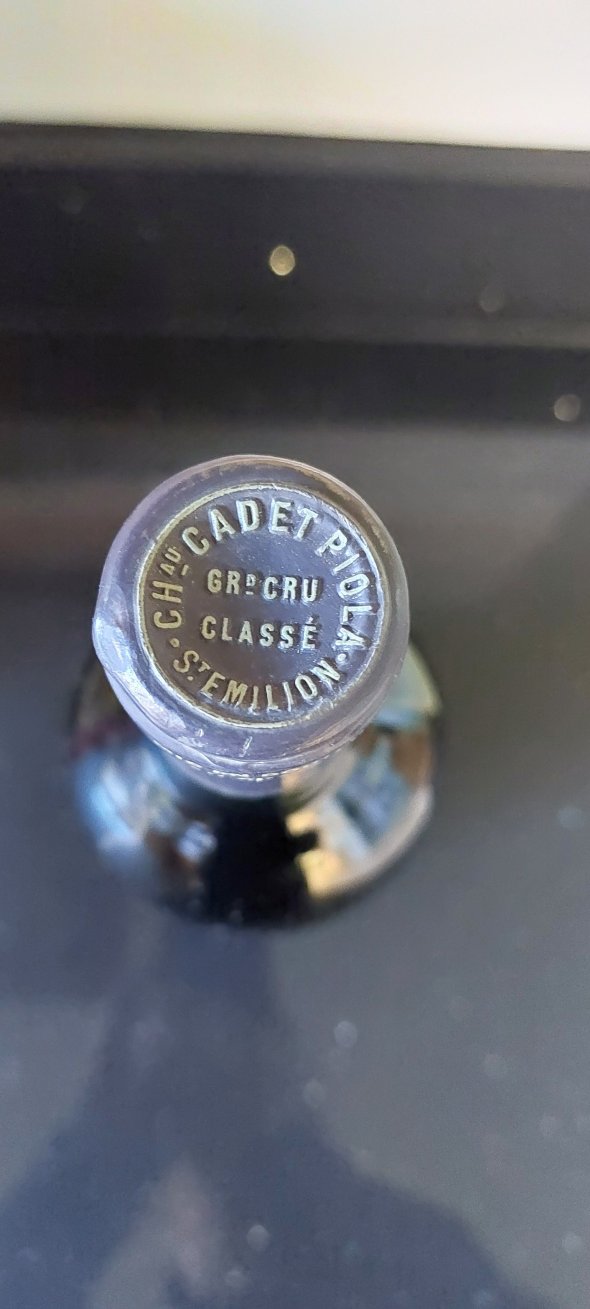 CHAU CADET PIOLA
GRD CRU
CLASSÉ
ST EMILION